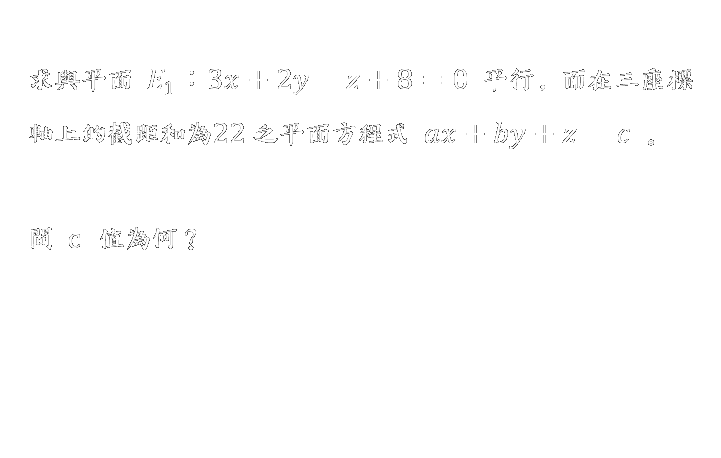 求與平面 E₁：3x + 2y − z + 8 = 0 平行，而在三座標
軸上的截距和為22 之平面方程式 ax + by + z = c 。
問 c 值為何？